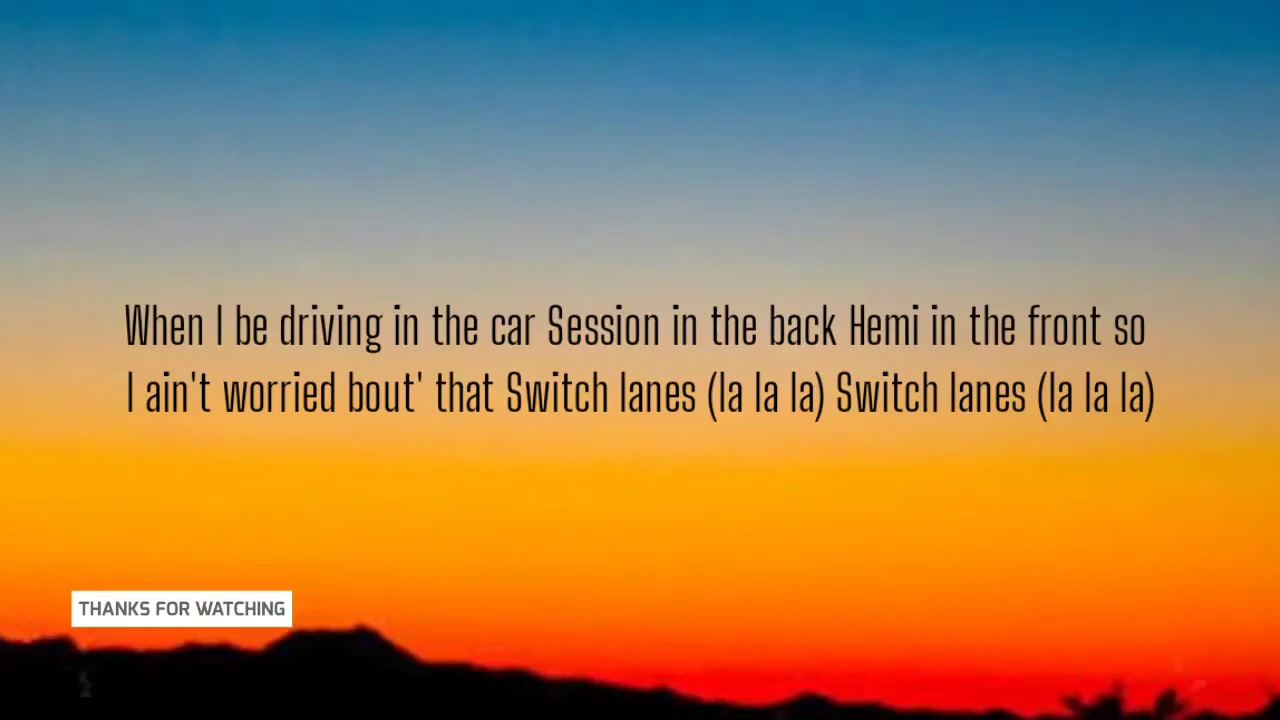 When I be driving in the car Session in the back Hemi in the front so
I ain't worried bout' that Switch lanes (la la la) Switch lanes (la la la)
THANKS FOR WATCHING